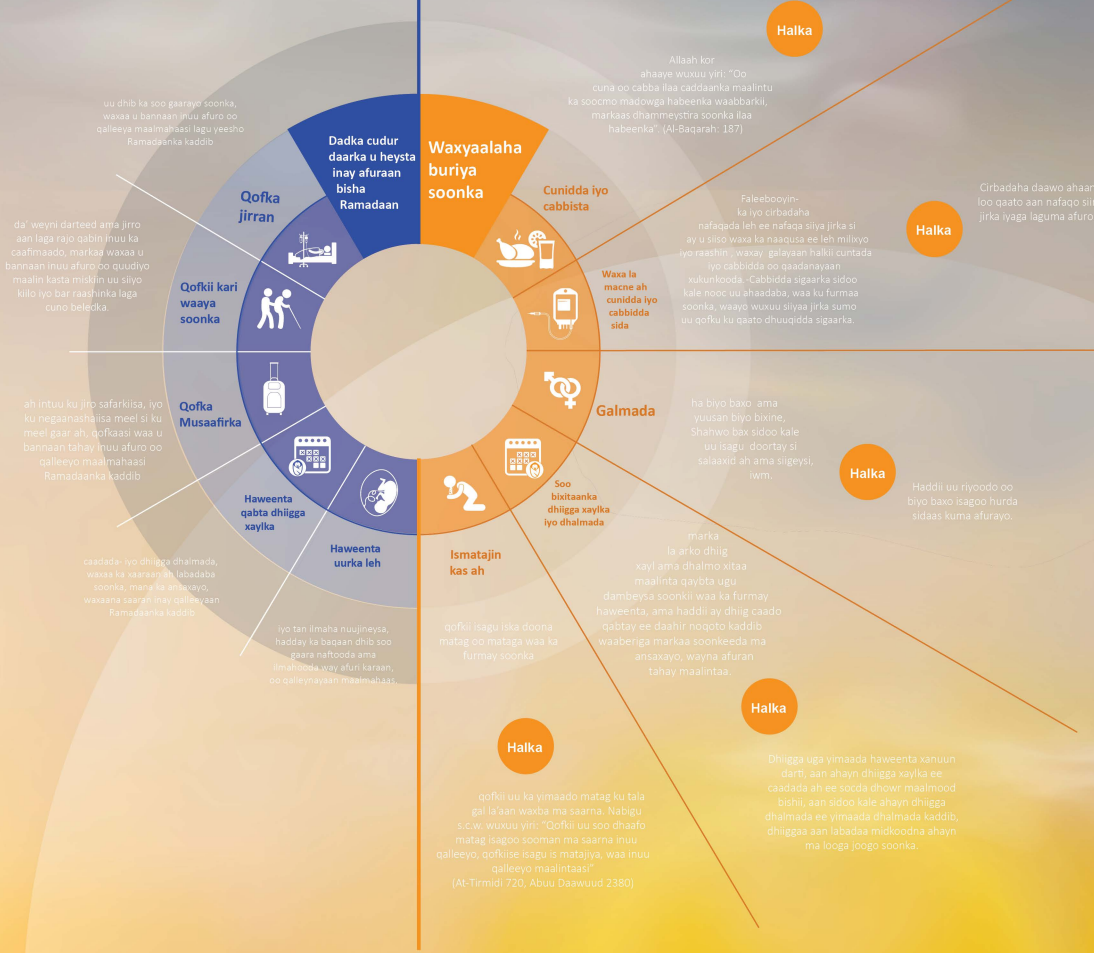 Dadka cudur
daarka u heysta
inay afuraan
bisha
Ramadaan
uu dhib ka soo gaarayo soonka,
waxaa u bannaan inuu afuro oo
qalleeya maalmahaasi lagu yeesho
Ramadaanka kaddib
Qofka
jirran
da' weyni darteed ama jirro
aan laga rajo qabin inuu ka
caafimaado, markaa waxaa u
bannaan inuu afuro oo quudiyo
maalin kasta miskiin uu siiyo
kiilo iyo bar raashinka laga
cuno beledka.
Qofkii kari
waaya
soonka
ah intuu ku jiro safarkiisa, iyo
ku negaanashaiisa meel si ku
meel gaar ah, qofkaasi waa u
bannaan tahay inuu afuro oo
qalleeyo maalmahaasi
Ramadaanka kaddib
Qofka
Musaafirka
Haweenta
qabta dhiigga
xaylka
caadada- iyo dhiigga dhalmada,
waxaa ka xaaraan ah labadaba
soonka, mana ka ansaxayo,
waxaana saaran inay qalleeyaan
Ramadaanka kaddib
Haweenta
uurka leh
iyo tan ilmaha nuujineysa,
hadday ka baqaan dhib soo
gaara naftooda ama
ilmahooda way afuri karaan,
oo qalleynayaan maalmahaas.
Waxyaalaha
buriya
soonka
Cunidda iyo
cabbista
Allaah kor
ahaaye wuxuu yiri: "Oo
cuna oo cabba ilaa caddaanka maalintu
ka soocmo madowga habeenka waabbarkii,
markaas dhammeystira soonka ilaa
habeenka". (Al-Baqarah: 187)
Halka
Waxa la
macne ah
cunidda iyo
cabbidda
sida
Faleebooyin-
ka iyo cirbadaha
nafaqada leh ee nafaqa siiya jirka si
ay u siiso waxa ka naaqusa ee leh milixyo
iyo raashin , waxay galayaan halkii cuntada
iyo cabbidda oo qaadanayaan
xukunkooda. -Cabbidda sigaarka sidoo
kale nooc uu ahaadaba, waa ku furmaa
soonka, waayo wuxuu siiyaa jirka sumo
uu qofku ku qaato dhuuqidda sigaarka.
Halka
Cirbadaha daawo ahaan
loo qaato aan nafaqo siin
jirka iyaga laguma afuro
Galmada
ha biyo baxo ama
yuusan biyo bixine,
Shahwo bax sidoo kale
uu isagu doortay si
salaaxid ah ama siigeysi,
iwm.
Halka
Haddii uu riyoodo oo
biyo baxo isagoo hurda
sidaas kuma afurayo.
Soo
bixitaanka
dhiigga xaylka
iyo dhalmada
marka
la arko dhiig
xayl ama dhalmo xitaa
maalinta qaybta ugu
dambeysa soonkii waa ka furmay
haweenta, ama haddii ay dhiig caado
qabtay ee daahir noqoto kaddib
waaberiga markaa soonkeeda ma
ansaxayo, wayna afuran
tahay maalintaa.
Halka
Dhiigga uga yimaada haweenta xanuun
darti, aan ahayn dhiigga xaylka ee
caadada ah ee socda dhowr maalmood
bishii, aan sidoo kale ahayn dhiigga
dhalmada ee yimaada dhalmada kaddib,
dhiiggaa aan labadaa midkoodna ahayn
ma looga joogo soonka.
Ismatajin
kas ah
qofkii isagu iska doona
matag oo mataga waa ka
furmay soonka
Halka
qofkii uu ka yimaado matag ku tala
gal la'aan waxba ma saarna. Nabigu
s.c.w. wuxuu yiri: "Qofkii uu soo dhaafo
matag isagoo sooman ma saarna inuu
qalleeyo, qofkiise isagu is matajiya, waa inuu
qalleeyo maalintaasi"
(At-Tirmidi 720, Abuu Daawuud 2380)